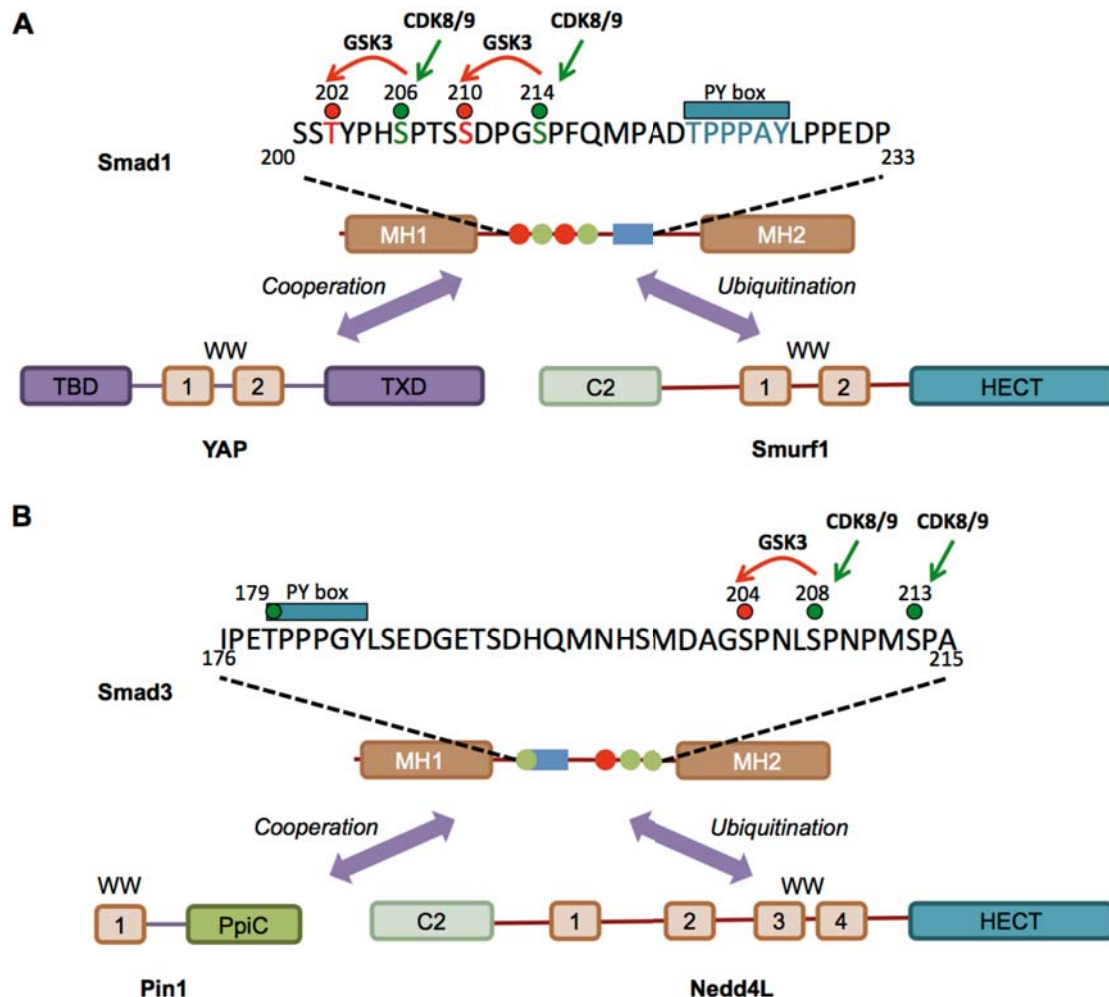 A
CDK8/9 CDK8/9
GSK3 GSK3
202 206 210 214 PY box
SSTYPHSPTSSDPGSPFQMPADTPPPAYLPPEDP
Smad1 200 233
MH1 MH2
Cooperation Ubiquitination
WW WW
TBD 1 2 TXD C2 1 2 HECT
YAP Smurf1
B
CDK8/9 CDK8/9
GSK3
179 PY box 204 208 213
IPETPPPGYLSEDGETSDHQMNHSMDAGSPNLSPNPMSPA
176 215
Smad3
MH1 MH2
Cooperation Ubiquitination
WW WW
1 PpiC C2 1 2 3 4 HECT
Pin1 Nedd4L